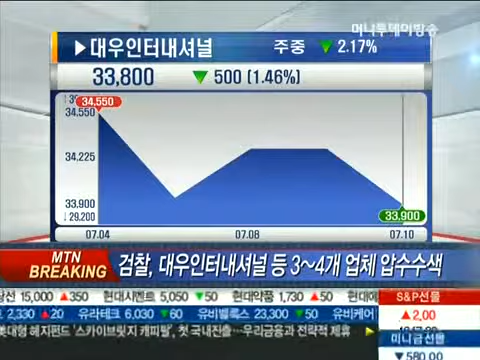 머니투데이방송
▶대우인터내셔널 주중 ▼ 2.17%
33,800 ▼ 500 (1.46%)
34,550
34,550
34,225
33,900
29,200
33,900
07.04 07.08 07.10
MTN BREAKING 검찰, 대우인터내셔널 등 3~4개 업체 압수수색
15,000 ▲350 현대시멘트 5,050 ▼50 현대약품 1,730 ▲50
2,330 ▲20 유라테크 6,030 ▼60 유비벨록스 23,300 ▼500 유비케어
헤지펀드 '스카이브릿지 캐피탈', 첫 국내진출…우리금융과 전략적 제휴
S&P선물
▲ 2.00
미니금선물
▼580.00